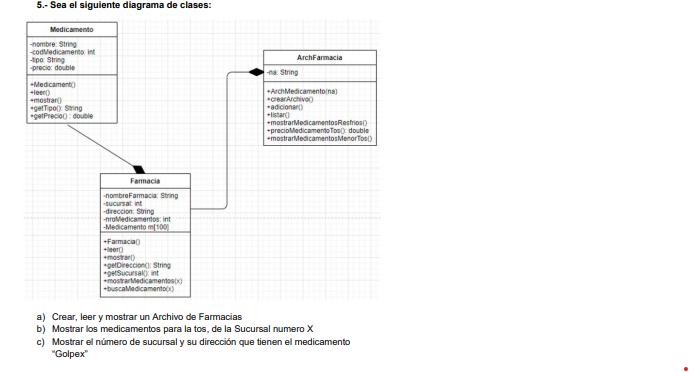 5.- Sea el siguiente diagrama de clases:
Medicamento
-nombre: String
-codMedicamento: int
-tipo: String
-precio: double
+Medicament()
+leer()
+mostrar()
+getTipo(): String
+getPrecio() : double
ArchFarmacia
-na: String
+ArchMedicamento(na)
+crearArchivo()
+adicionar()
+listar()
+mostrarMedicamentosResfrios()
+precioMedicamentoTos(): double
+mostrarMedicamentosMenorTos()
Farmacia
-nombreFarmacia: String
-sucursal: int
-direccion: String
-nroMedicamentos: int
-Medicamento m[100]
+Farmacia()
+leer()
+mostrar()
+getDireccion(): String
+getSucursal(): int
+mostrarMedicamentos(x)
+buscaMedicamento(x)
a) Crear, leer y mostrar un Archivo de Farmacias
b) Mostrar los medicamentos para la tos, de la Sucursal numero X
c) Mostrar el número de sucursal y su dirección que tienen el medicamento
"Golpex"